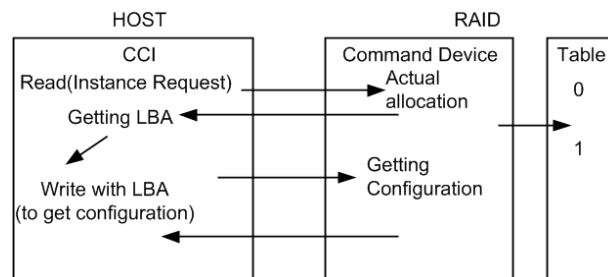 HOST
RAID
CCI
Command Device
Table
Read(Instance Request)
Actual
allocation
0
Getting LBA
1
Getting
Configuration
Write with LBA
(to get configuration)